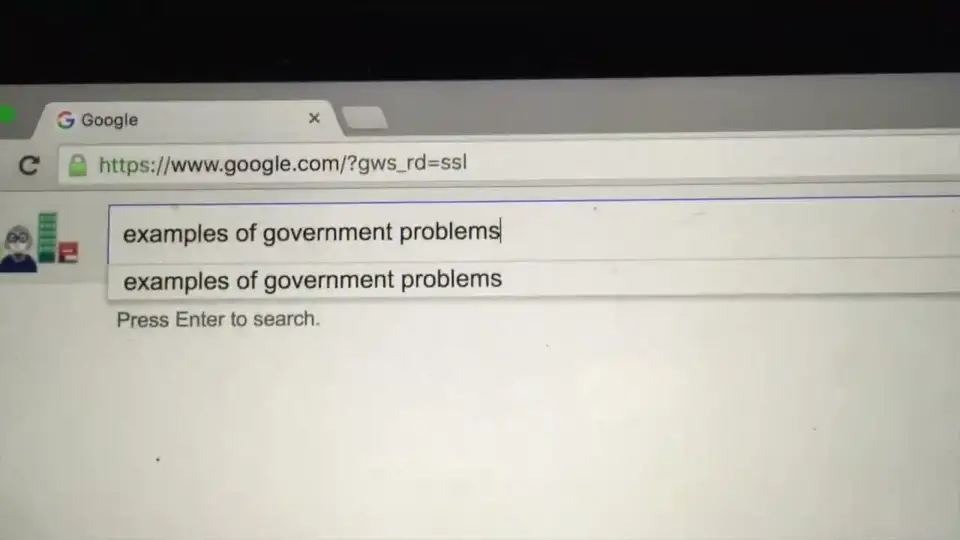 Google
https://www.google.com/?gws_rd=ssl
examples of government problems
examples of government problems
Press Enter to search.